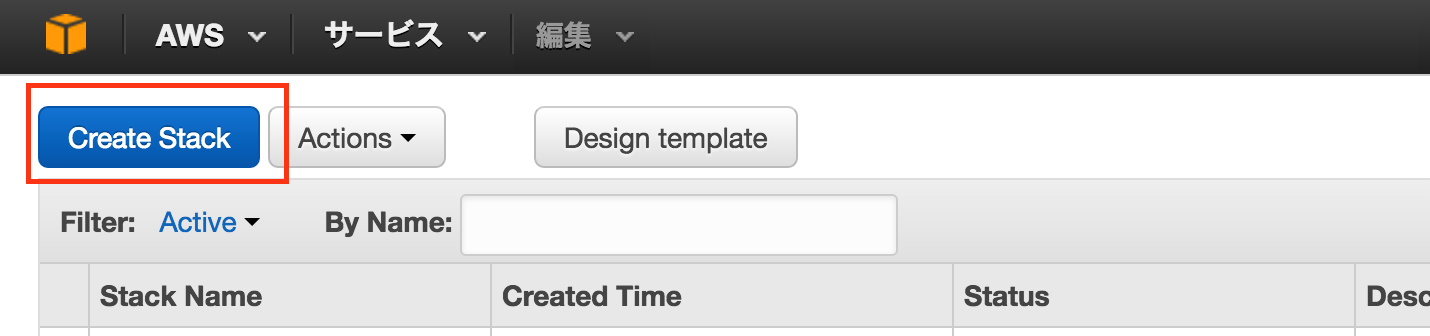 AWS サービス 編集
Create Stack Actions Design template
Filter: Active By Name:
Stack Name Created Time Status Desc